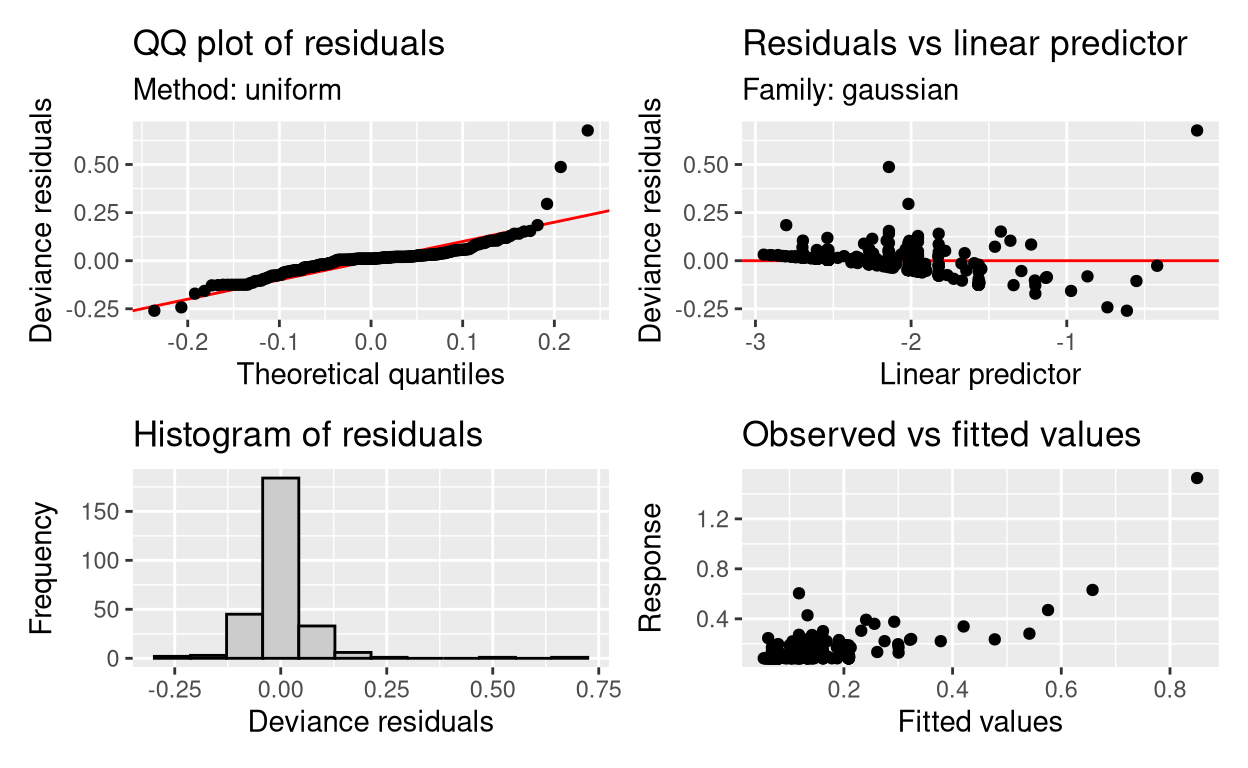 QQ plot of residuals
Method: uniform
Deviance residuals
0.50
0.25
0.00
-0.25
-0.2
-0.1
0.0
0.1
0.2
Theoretical quantiles
Residuals vs linear predictor
Family: gaussian
Deviance residuals
0.50
0.25
0.00
-0.25
-3
-2
-1
Linear predictor
Histogram of residuals
Frequency
150
100
50
0
-0.25
0.00
0.25
0.50
0.75
Deviance residuals
Observed vs fitted values
Response
1.2
0.8
0.4
0.2
0.4
0.6
0.8
Fitted values